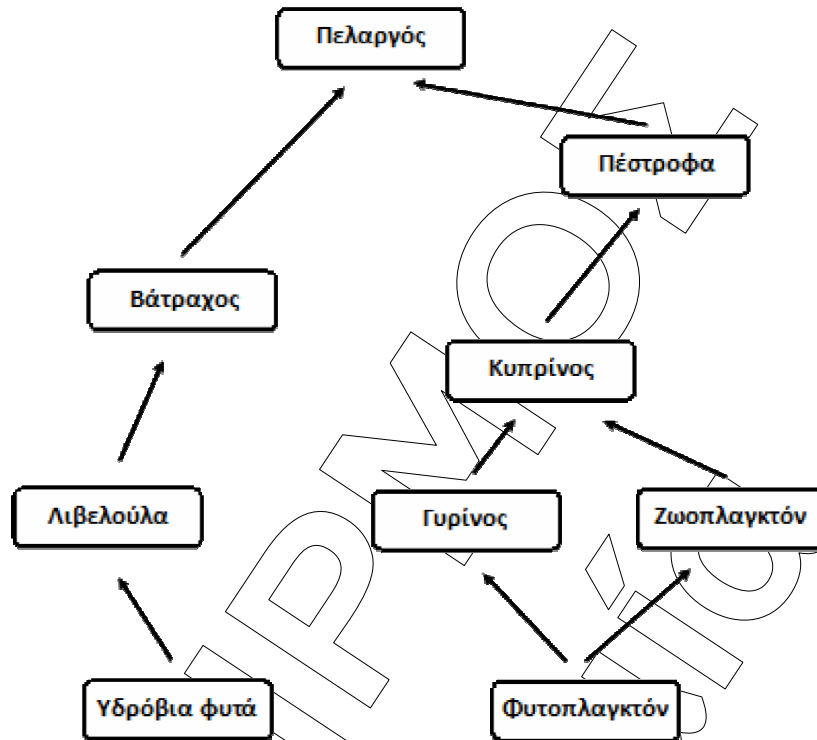 Πελαργός
Πέστροφα
Βάτραχος
Κυπρίνος
Λιβελούλα
Γυρίνος
Ζωοπλαγκτόν
Υδρόβια φυτά
Φυτοπλαγκτόν